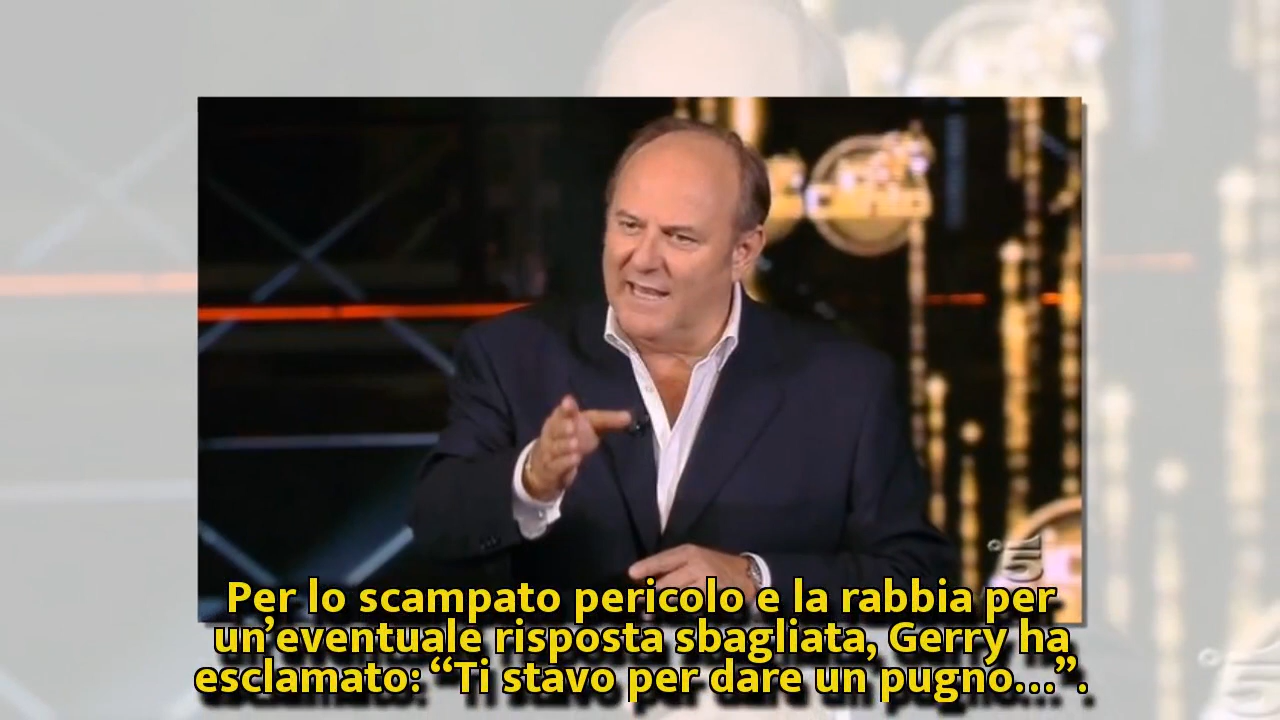 Per lo scampato pericolo e la rabbia per
un'eventuale risposta sbagliata, Gerry ha
esclamato: “Ti stavo per dare un pugno...”.
5